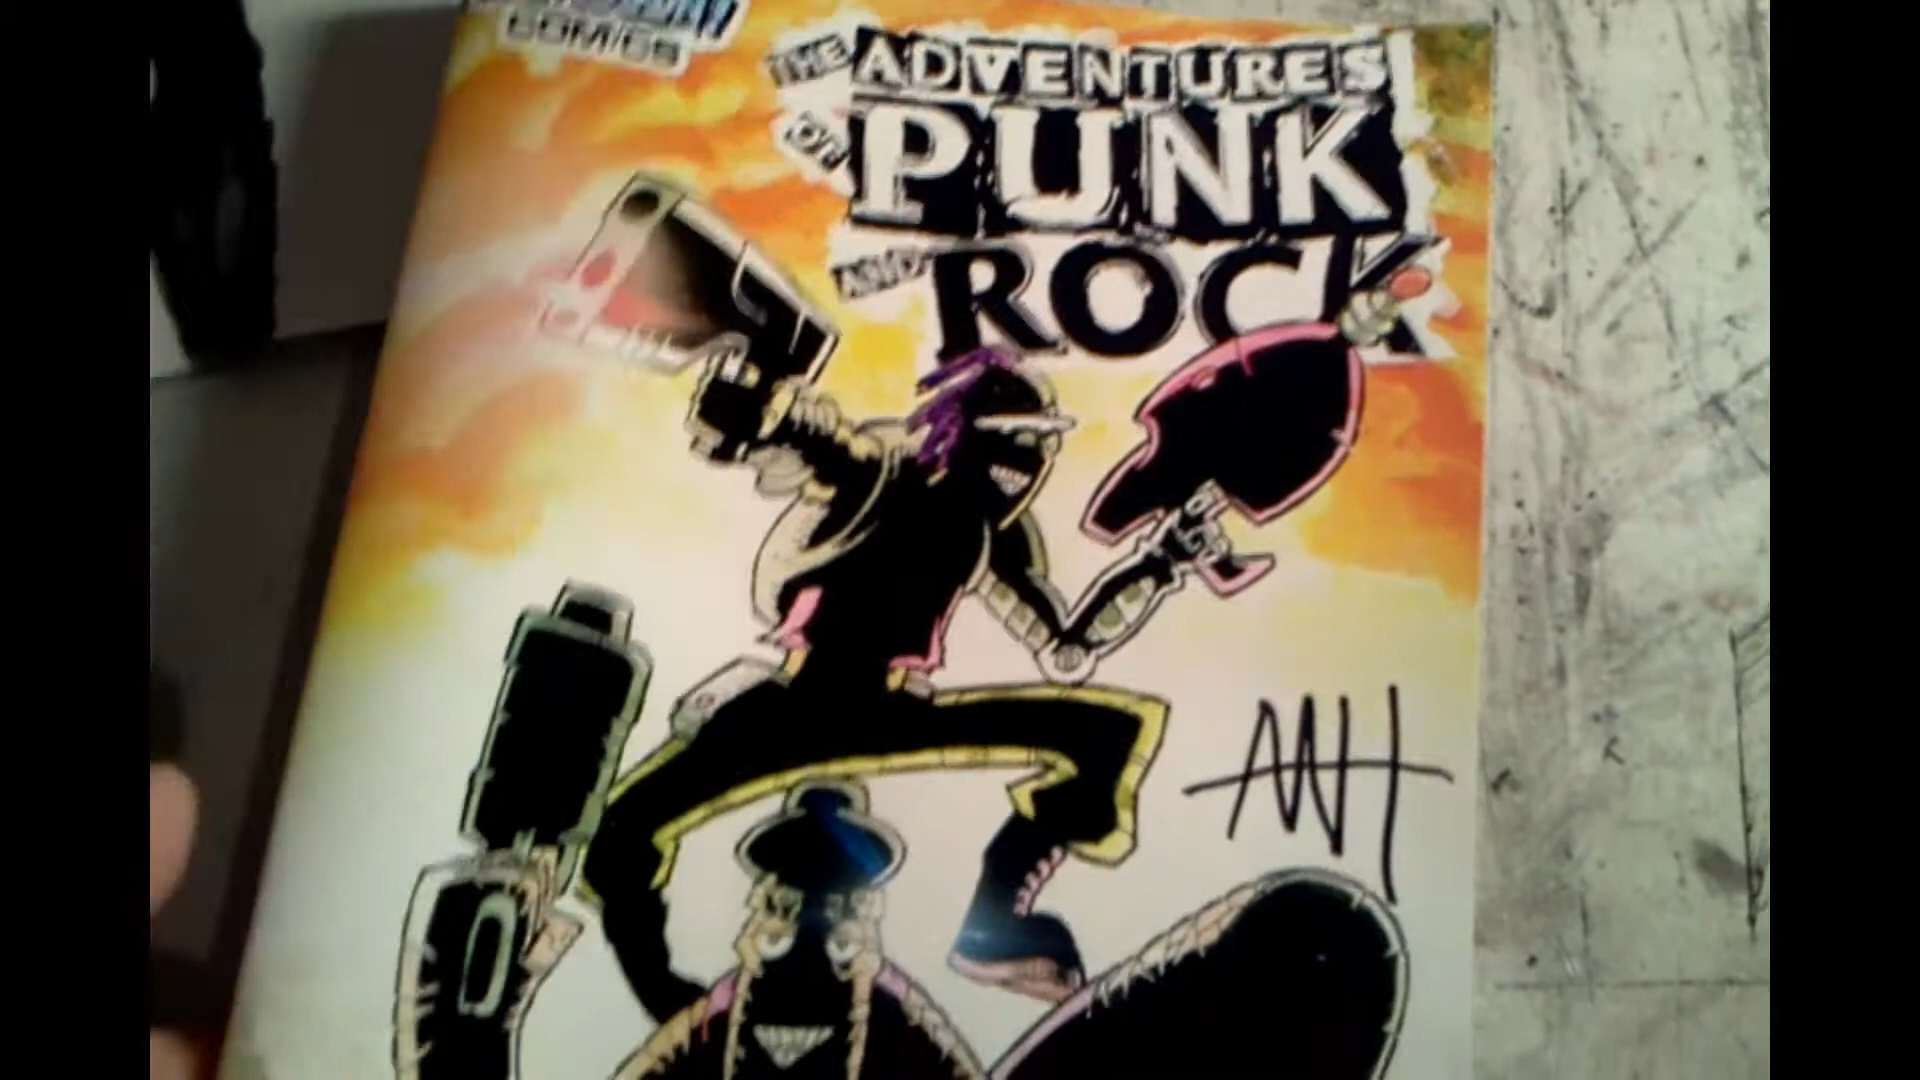 COMICS
THE ADVENTURES
OF PUNK
AND ROCK